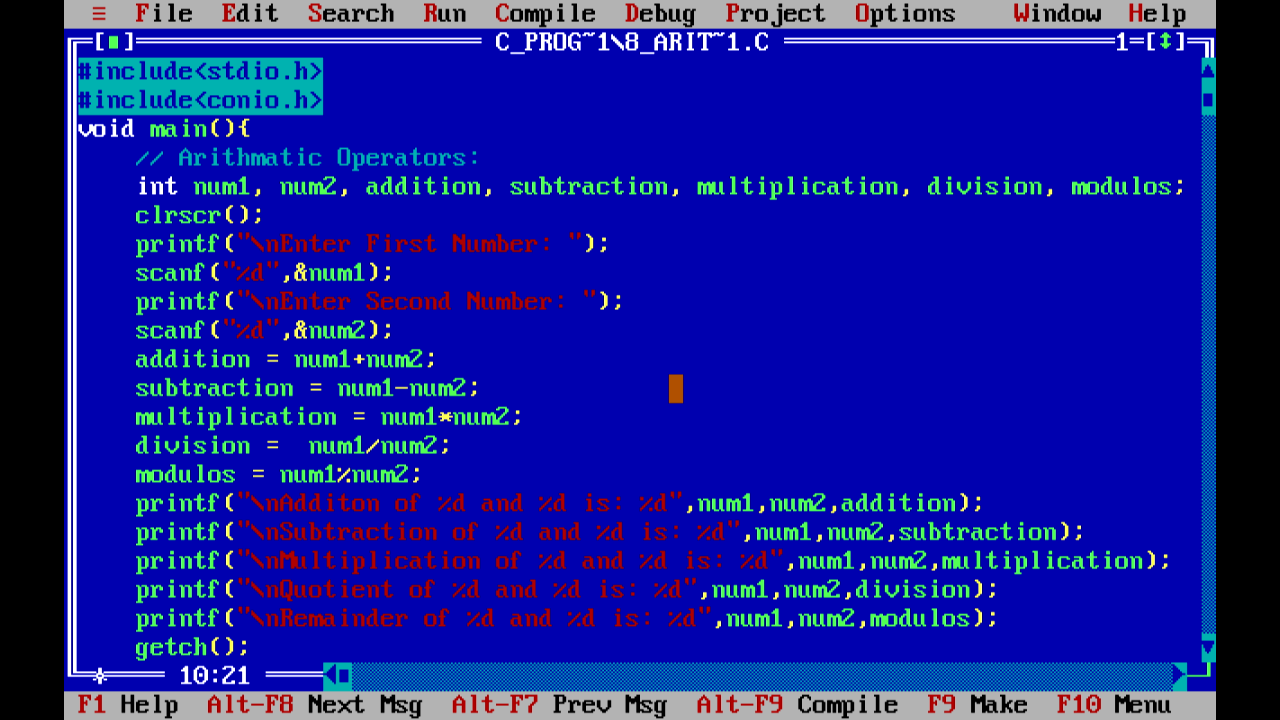 ≡ File Edit Search Run Compile Debug Project Options Window Help
[■] C_PROG~1\8_ARIT~1.C 1=[↕]
#include<stdio.h>
#include<conio.h>
void main(){
// Arithmatic Operators:
int num1, num2, addition, subtraction, multiplication, division, modulos;
clrscr();
printf("\nEnter First Number: ");
scanf("%d",&num1);
printf("\nEnter Second Number: ");
scanf("%d",&num2);
addition = num1+num2;
subtraction = num1-num2;
multiplication = num1*num2;
division =  num1/num2;
modulos = num1%num2;
printf("\nAdditon of %d and %d is: %d",num1,num2,addition);
printf("\nSubtraction of %d and %d is: %d",num1,num2,subtraction);
printf("\nMultiplication of %d and %d is: %d",num1,num2,multiplication);
printf("\nQuotient of %d and %d is: %d",num1,num2,division);
printf("\nRemainder of %d and %d is: %d",num1,num2,modulos);
getch();
10:21
F1 Help Alt-F8 Next Msg Alt-F7 Prev Msg Alt-F9 Compile F9 Make F10 Menu